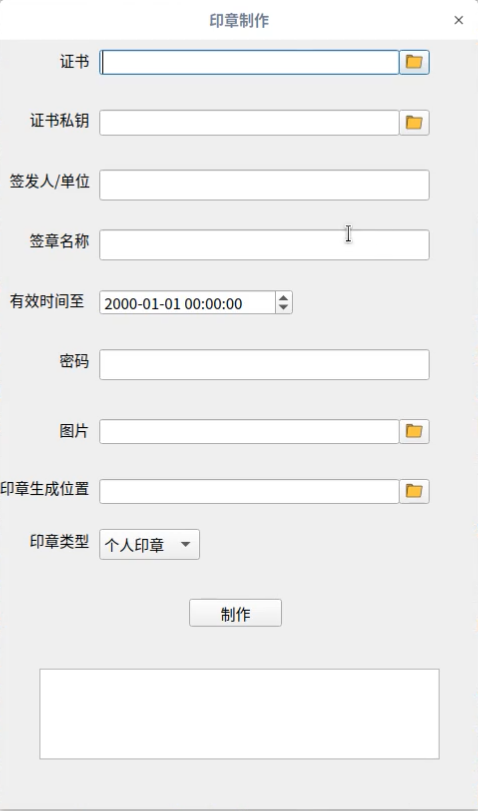 印章制作
证书
证书私钥
签发人/单位
签章名称
有效时间至 2000-01-01 00:00:00
密码
图片
印章生成位置
印章类型 个人印章
制作